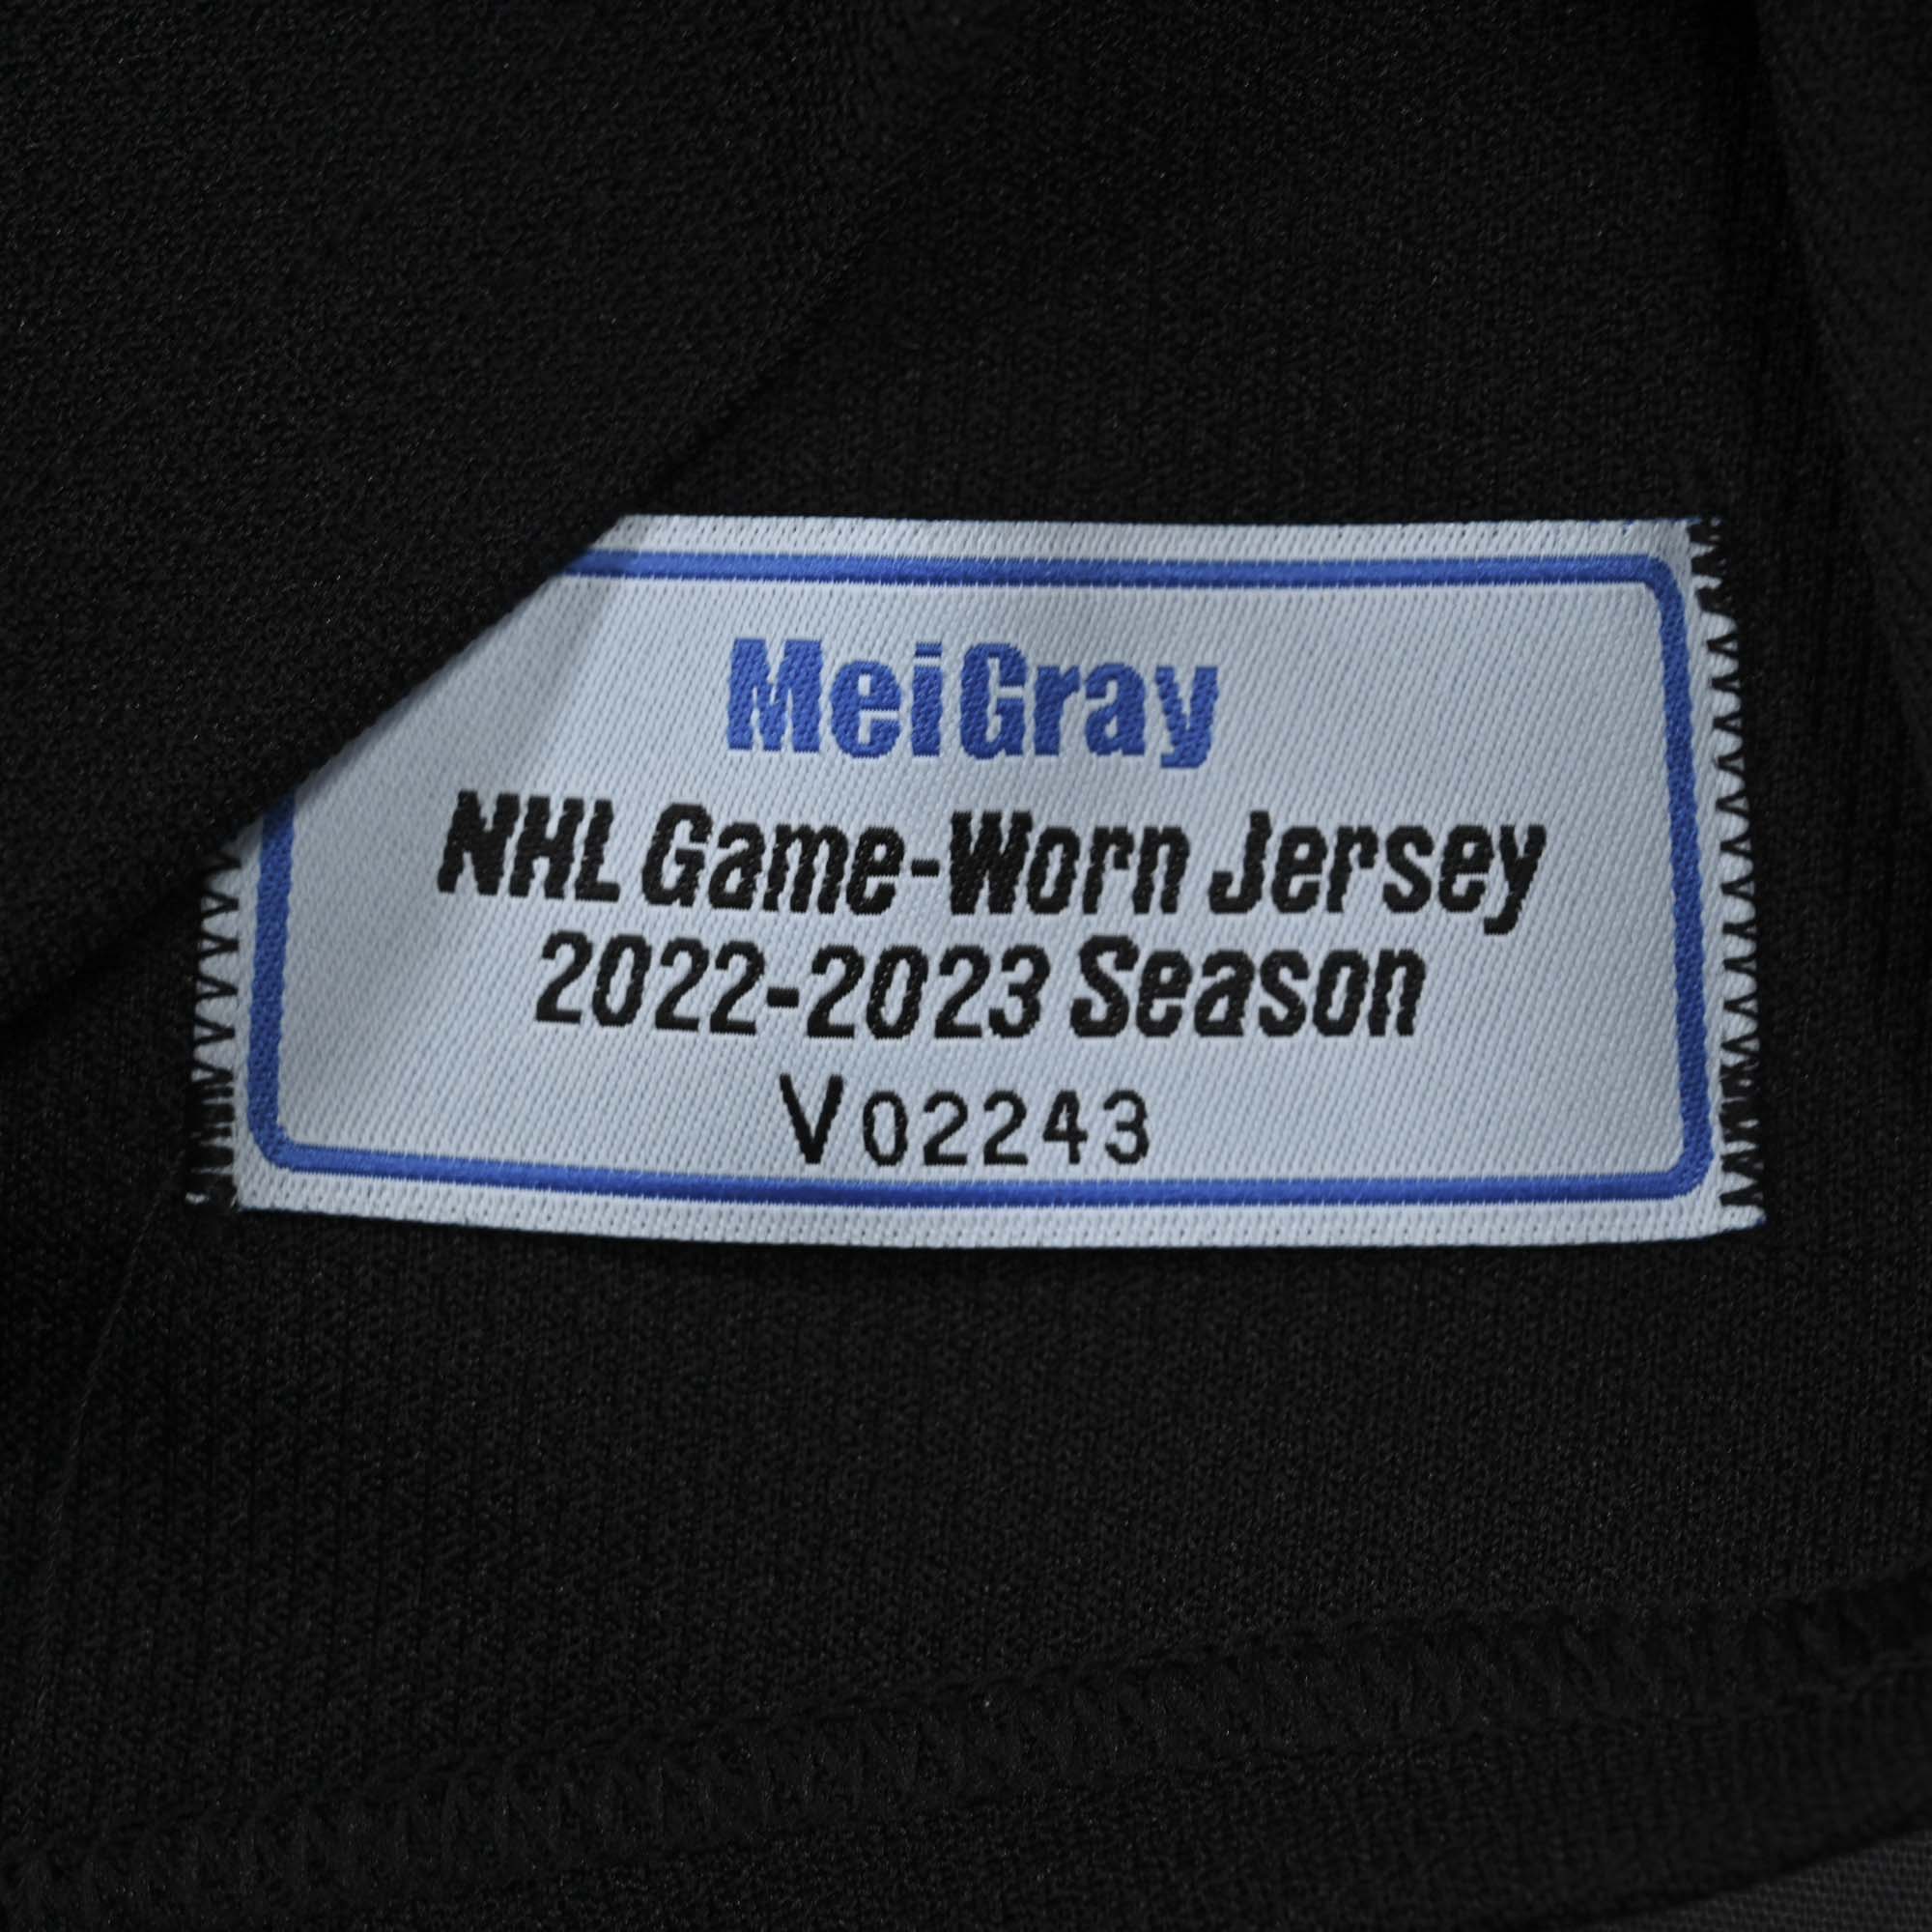 MeiGray
NHL Game-Worn Jersey
2022-2023 Season
V02243